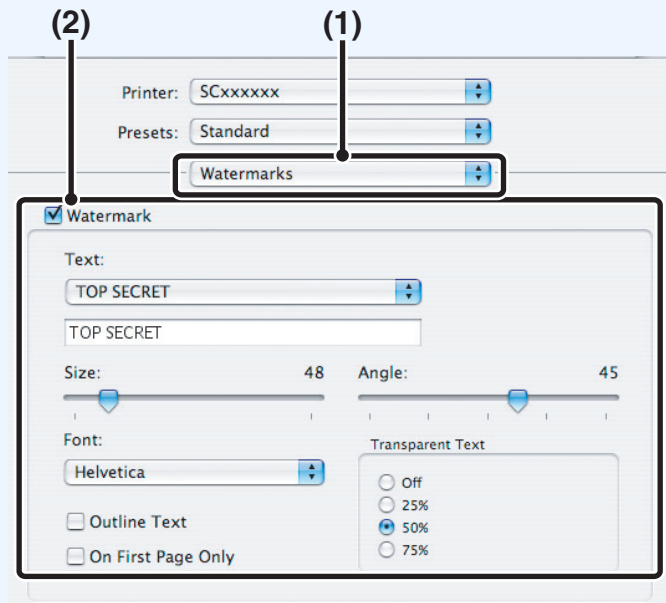 (2) (1)
Printer: SCxxxxxx
Presets: Standard
Watermarks
Watermark
Text:
TOP SECRET
TOP SECRET
Size: 48 Angle: 45
Font: Transparent Text
Helvetica
Off
25%
Outline Text 50%
On First Page Only 75%